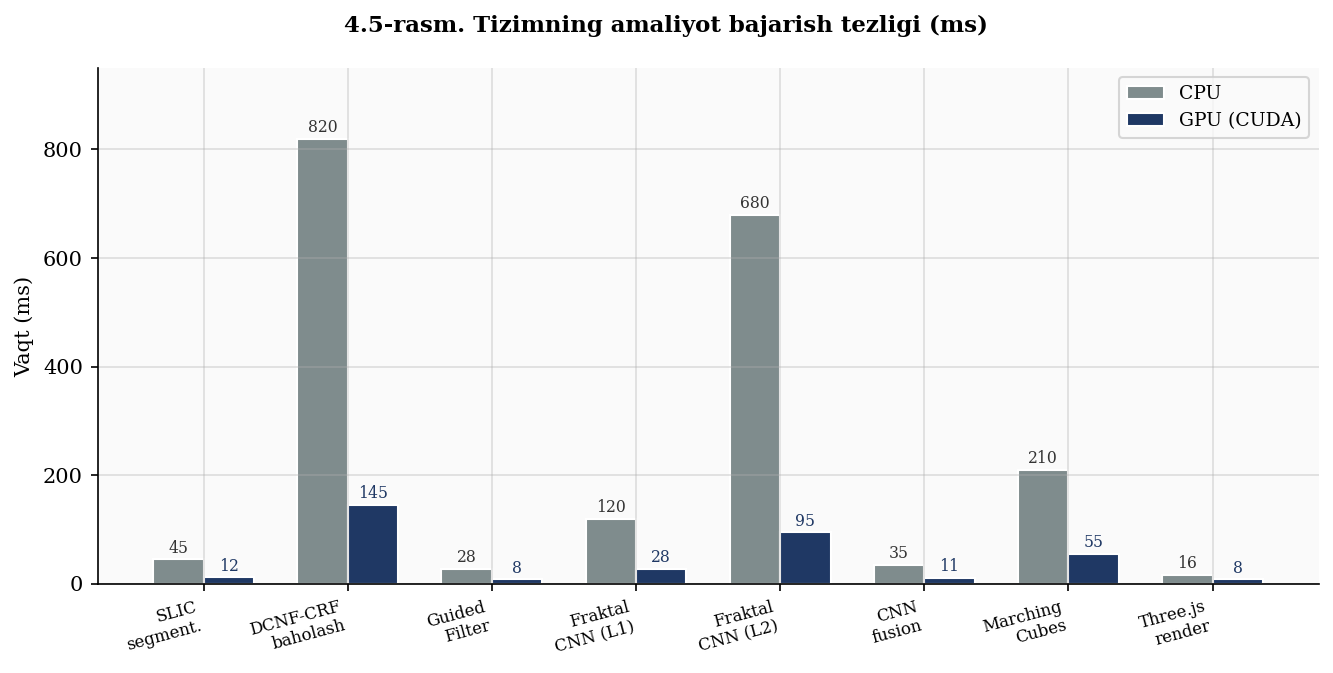 4.5-rasm. Tizimning amaliyot bajarish tezligi (ms)
CPU
GPU (CUDA)
Vaqt (ms)
800
600
400
200
0
45
12
820
145
28
8
120
28
680
95
35
11
210
55
16
8
SLIC
segment.
DCNF-CRF
baholash
Guided
Filter
Fraktal
CNN (L1)
Fraktal
CNN (L2)
CNN
fusion
Marching
Cubes
Three.js
render